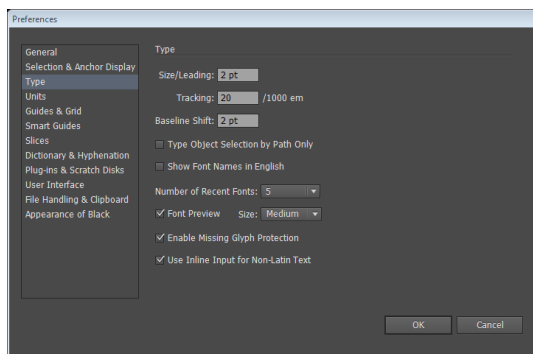 Preferences
General
Selection & Anchor Display
Type
Units
Guides & Grid
Smart Guides
Slices
Dictionary & Hyphenation
Plug-ins & Scratch Disks
User Interface
File Handling & Clipboard
Appearance of Black
Type
Size/Leading: 2 pt
Tracking: 20 /1000 em
Baseline Shift: 2 pt
Type Object Selection by Path Only
Show Font Names in English
Number of Recent Fonts: 5
Font Preview Size: Medium
Enable Missing Glyph Protection
Use Inline Input for Non-Latin Text
OK Cancel